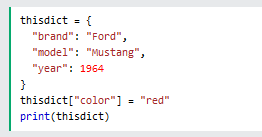 thisdict = {
  "brand": "Ford",
  "model": "Mustang",
  "year": 1964
}
thisdict["color"] = "red"
print(thisdict)